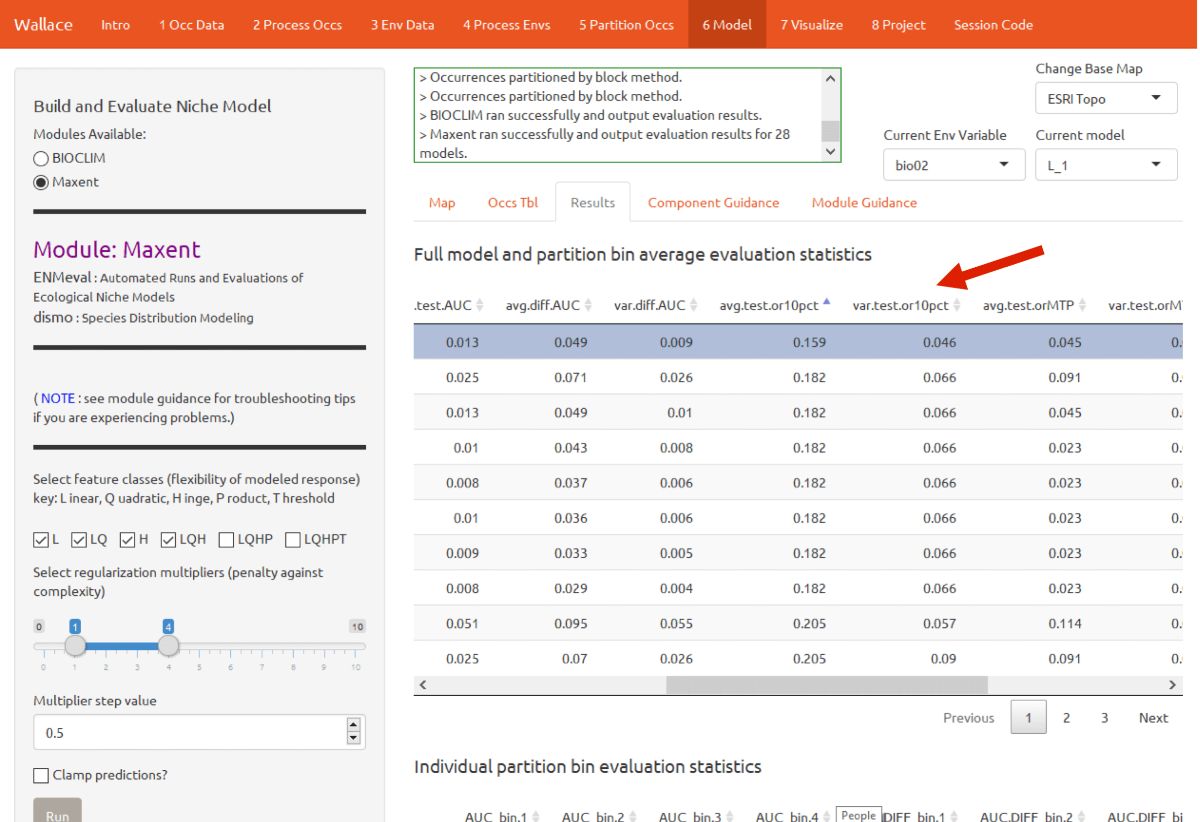 Wallace Intro 1 Occ Data 2 Process Occs 3 Env Data 4 Process Envs 5 Partition Occs 6 Model 7 Visualize 8 Project Session Code
Build and Evaluate Niche Model
Modules Available:
BIOCLIM
Maxent
Module: Maxent
ENMeval : Automated Runs and Evaluations of
Ecological Niche Models
dismo : Species Distribution Modeling
( NOTE : see module guidance for troubleshooting tips
if you are experiencing problems.)
Select feature classes (flexibility of modeled response)
key: L inear, Q uadratic, H inge, P roduct, T hreshold
L LQ H LQH LQHP LQHPT
Select regularization multipliers (penalty against
complexity)
0 1 4 10
0 1 2 3 4 5 6 7 8 9 10
Multiplier step value
0.5
Clamp predictions?
Run
> Occurrences partitioned by block method.
> Occurrences partitioned by block method.
> BIOCLIM ran successfully and output evaluation results.
> Maxent ran successfully and output evaluation results for 28
models.
Change Base Map
ESRI Topo
Current Env Variable Current model
bio02 L_1
Map Occs Tbl Results Component Guidance Module Guidance
Full model and partition bin average evaluation statistics
.test.AUC avg.diff.AUC var.diff.AUC avg.test.or10pct var.test.or10pct avg.test.orMTP var.test.orMT
0.013 0.049 0.009 0.159 0.046 0.045 0.
0.025 0.071 0.026 0.182 0.066 0.091 0.
0.013 0.049 0.01 0.182 0.066 0.045 0.
0.01 0.043 0.008 0.182 0.066 0.023 0.
0.008 0.037 0.006 0.182 0.066 0.023 0.
0.01 0.036 0.006 0.182 0.066 0.023 0.
0.009 0.033 0.005 0.182 0.066 0.023 0.
0.008 0.029 0.004 0.182 0.066 0.023 0.
0.051 0.095 0.055 0.205 0.057 0.114 0.
0.025 0.07 0.026 0.205 0.09 0.091 0.
Previous 1 2 3 Next
Individual partition bin evaluation statistics
AUC_bin.1 AUC_bin.2 AUC_bin.3 AUC_bin.4 People DIFF_bin.1 AUC.DIFF_bin.2 AUC.DIFF_bi